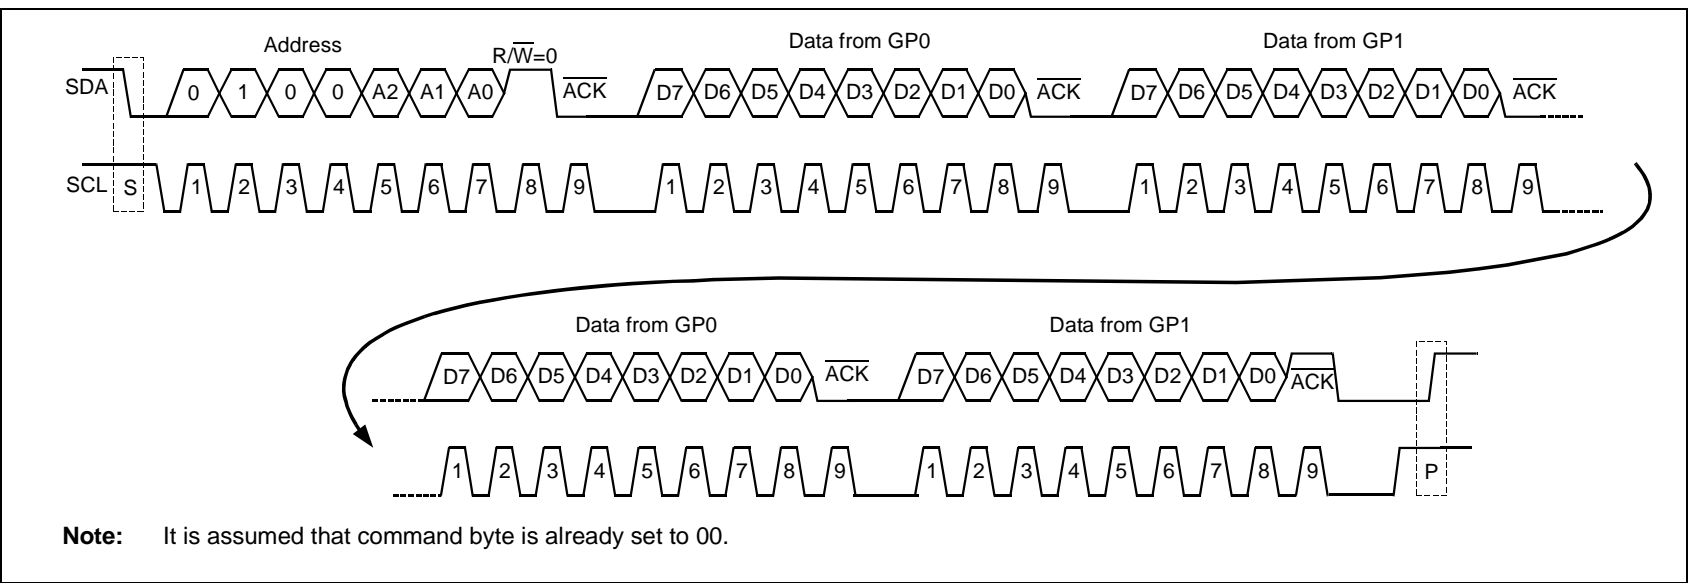 Address
R/W=0
Data from GP0
Data from GP1
SDA
0 1 0 0 A2 A1 A0 ACK D7 D6 D5 D4 D3 D2 D1 D0 ACK D7 D6 D5 D4 D3 D2 D1 D0 ACK
SCL S 1 2 3 4 5 6 7 8 9 1 2 3 4 5 6 7 8 9 1 2 3 4 5 6 7 8 9
Data from GP0
Data from GP1
D7 D6 D5 D4 D3 D2 D1 D0 ACK D7 D6 D5 D4 D3 D2 D1 D0 ACK
1 2 3 4 5 6 7 8 9 1 2 3 4 5 6 7 8 9 P
Note: It is assumed that command byte is already set to 00.